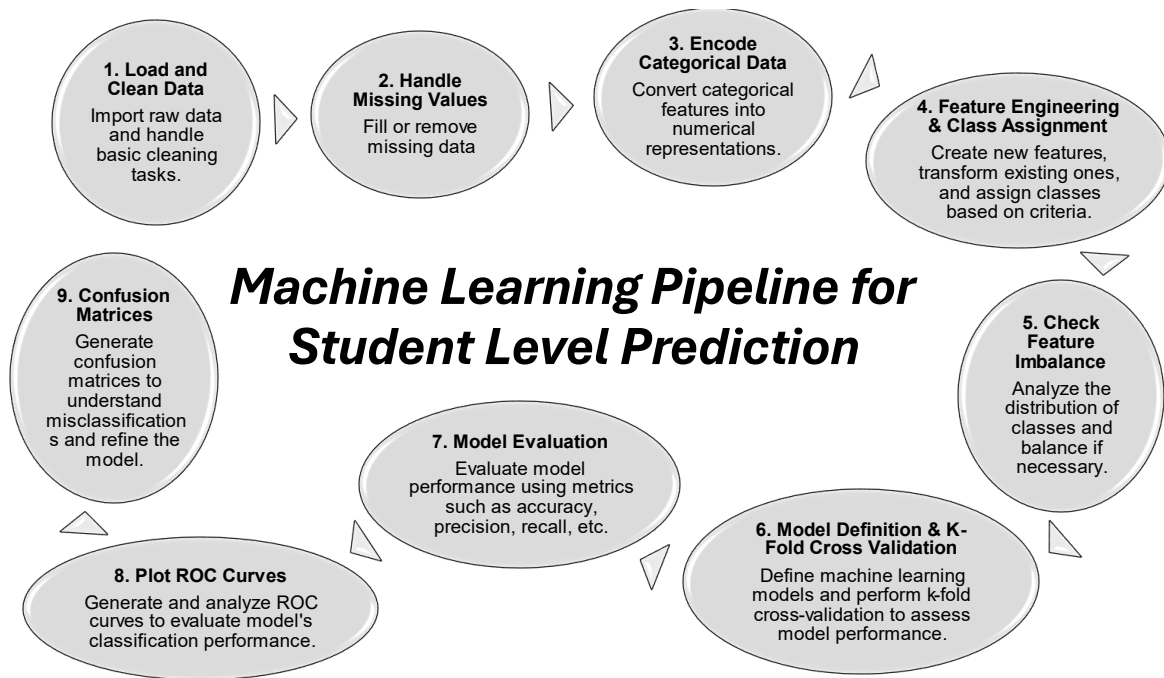 1. Load and
Clean Data
Import raw data
and handle
basic cleaning
tasks.
2. Handle
Missing Values
Fill or remove
missing data
3. Encode
Categorical Data
Convert categorical
features into
numerical
representations.
4. Feature Engineering
& Class Assignment
Create new features,
transform existing ones,
and assign classes
based on criteria.
Machine Learning Pipeline for
Student Level Prediction
5. Check
Feature
Imbalance
Analyze the
distribution of
classes and
balance if
necessary.
6. Model Definition & K-
Fold Cross Validation
Define machine learning
models and perform k-fold
cross-validation to assess
model performance.
7. Model Evaluation
Evaluate model
performance using metrics
such as accuracy,
precision, recall, etc.
8. Plot ROC Curves
Generate and analyze ROC
curves to evaluate model's
classification performance.
9. Confusion
Matrices
Generate
confusion
matrices to
understand
misclassification
s and refine the
model.